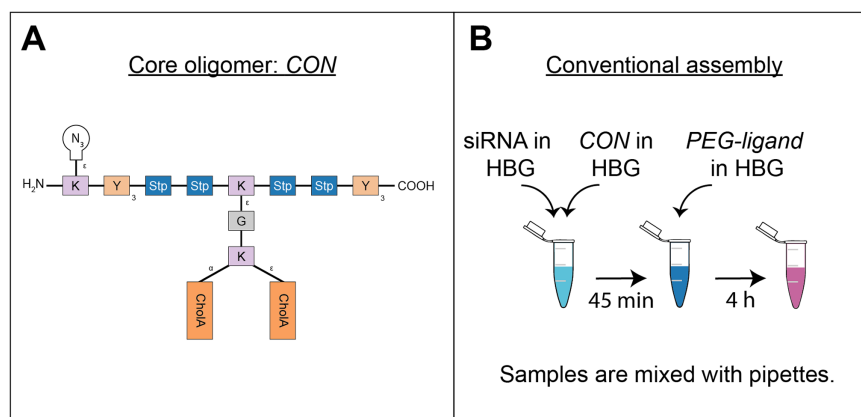 A
Core oligomer: CON
N3
ε
H2N K Y 3 Stp Stp K Stp Stp Y 3 COOH
ε
G
K
α ε
CholA CholA
B
Conventional assembly
siRNA in HBG
CON in HBG
PEG-ligand in HBG
45 min
4 h
Samples are mixed with pipettes.